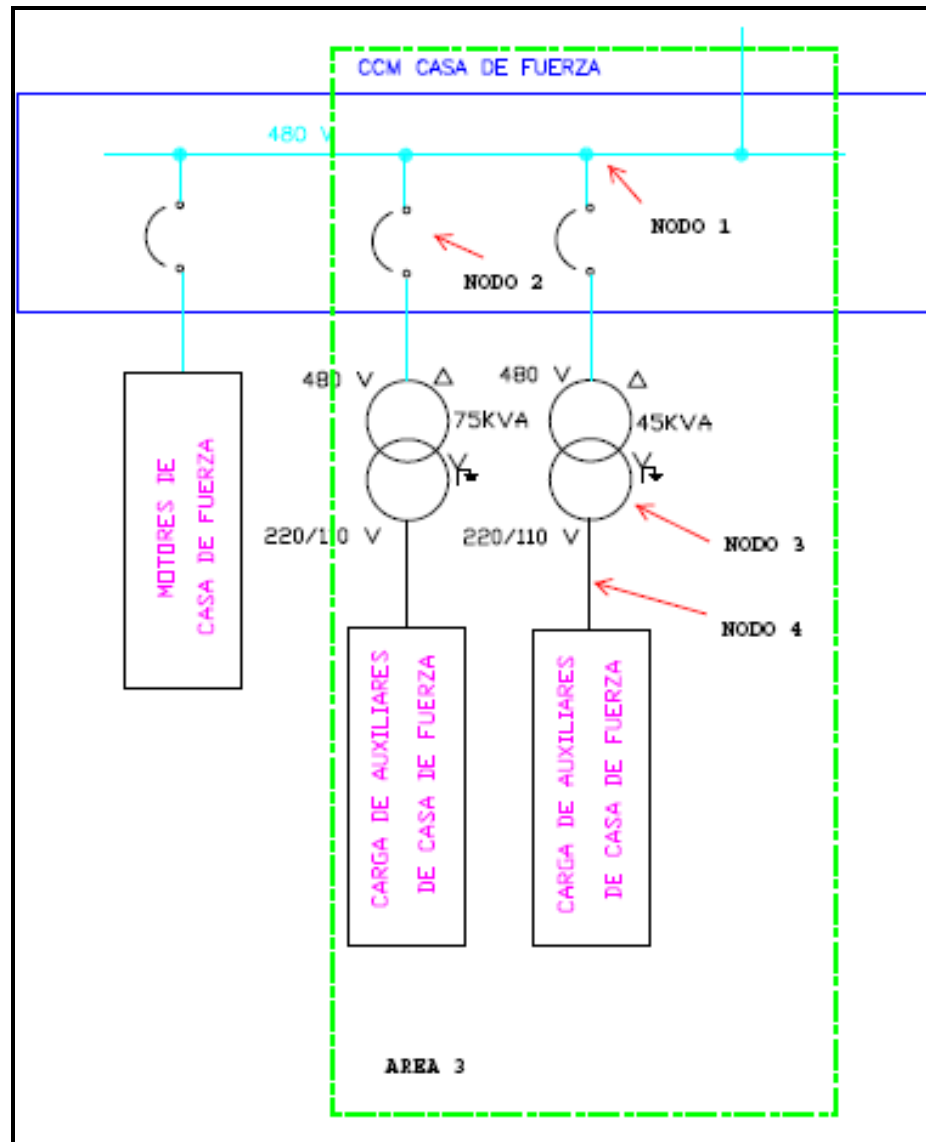 CCM CASA DE FUERZA
480 V
NODO 1
NODO 2
480 V
480 V
75KVA
45KVA
220/110 V
220/110 V
NODO 3
NODO 4
MOTORES DE
CASA DE FUERZA
CARGA DE AUXILIARES
DE CASA DE FUERZA
CARGA DE AUXILIARES
DE CASA DE FUERZA
AREA 3